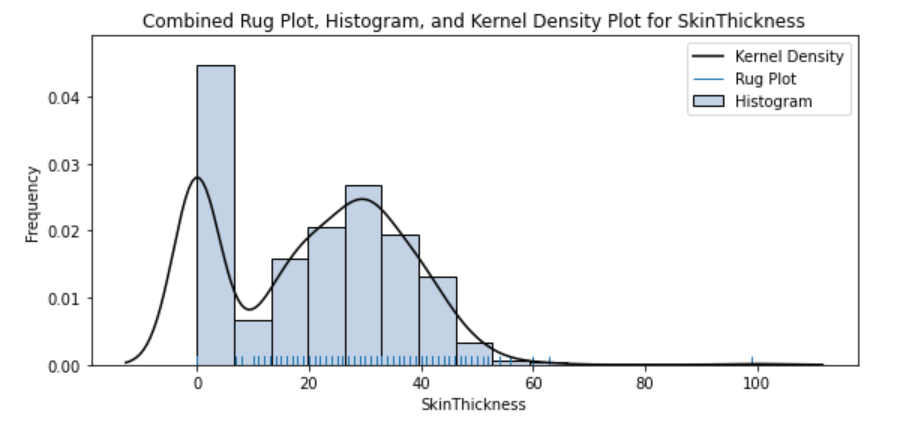 Combined Rug Plot, Histogram, and Kernel Density Plot for SkinThickness
Kernel Density
Rug Plot
Histogram
0.04
0.03
0.02
0.01
0.00
Frequency
0 20 40 60 80 100
SkinThickness